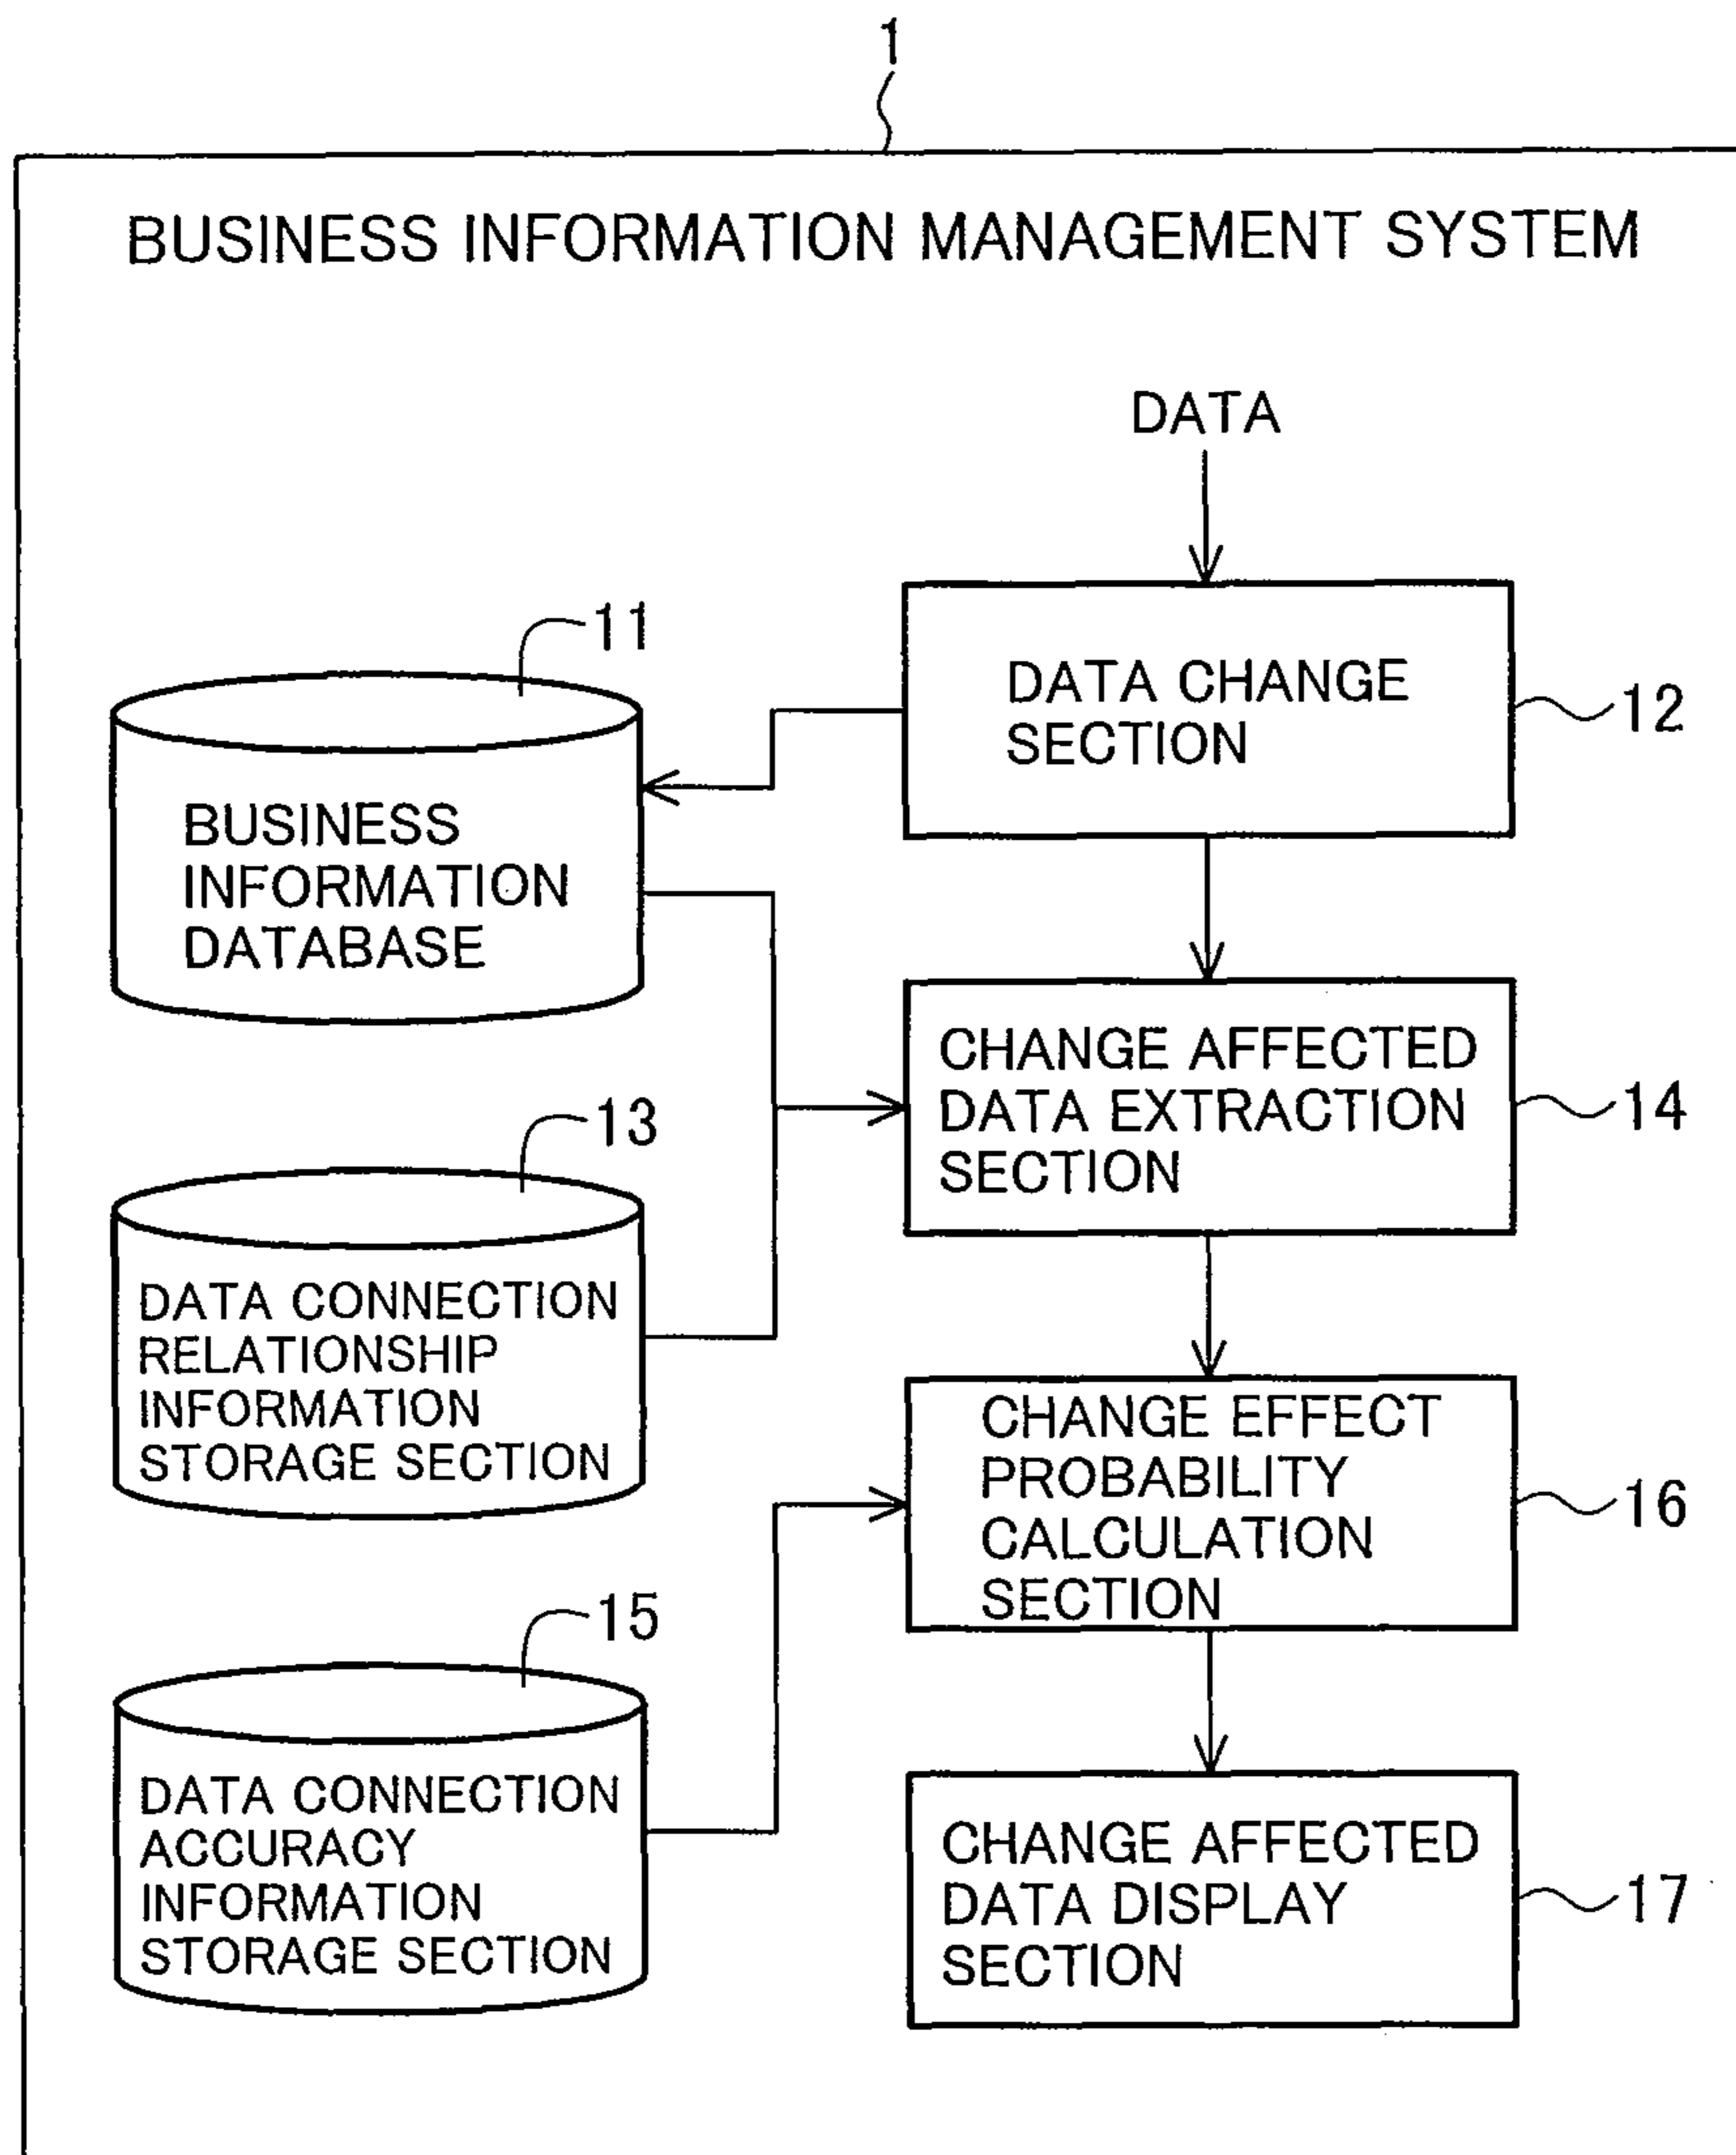 1
BUSINESS INFORMATION MANAGEMENT SYSTEM
DATA
11
BUSINESS
INFORMATION
DATABASE
DATA CHANGE
SECTION
12
13
DATA CONNECTION
RELATIONSHIP
INFORMATION
STORAGE SECTION
CHANGE AFFECTED
DATA EXTRACTION
SECTION
14
15
DATA CONNECTION
ACCURACY
INFORMATION
STORAGE SECTION
CHANGE EFFECT
PROBABILITY
CALCULATION
SECTION
16
CHANGE AFFECTED
DATA DISPLAY
SECTION
17